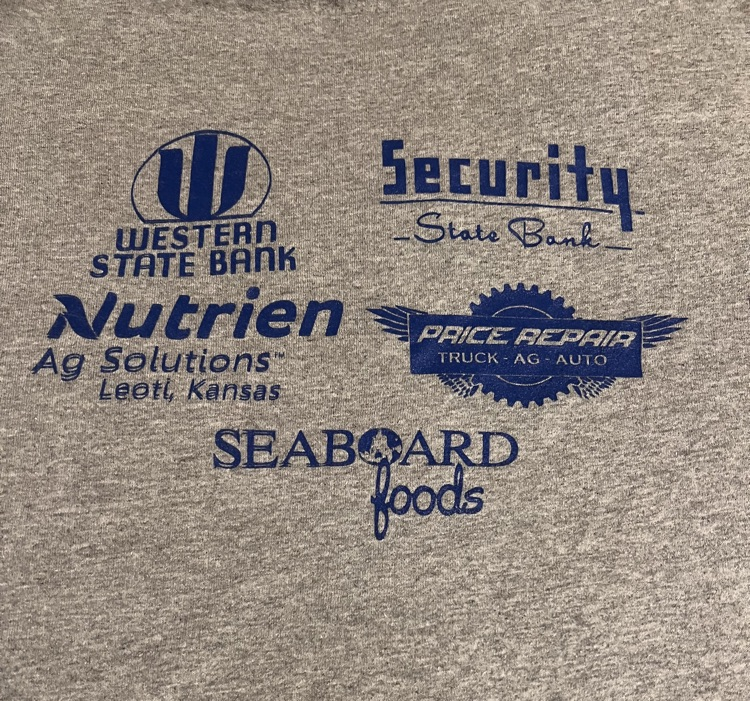 W
WESTERN
STATE BANK
Security
State Bank
Nutrien
Ag Solutions™
Leoti, Kansas
PRICE REPAIR
TRUCK - AG - AUTO
SEABOARD
foods